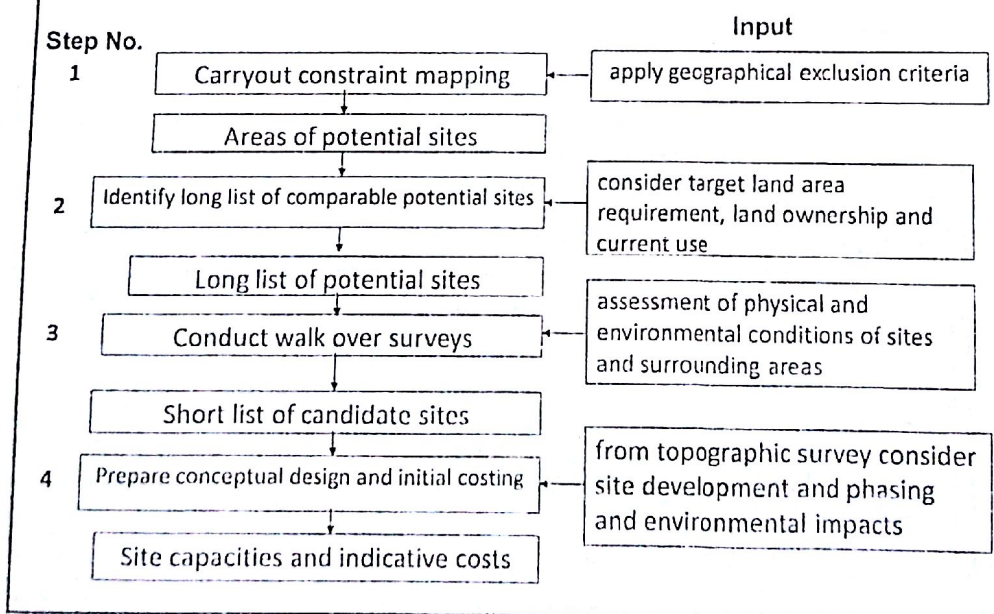 Input
Step No.
1
Carryout constraint mapping
apply geographical exclusion criteria
Areas of potential sites
2
Identify long list of comparable potential sites
consider target land area
requirement, land ownership and
current use
Long list of potential sites
3
Conduct walk over surveys
assessment of physical and
environmental conditions of sites
and surrounding areas
Short list of candidate sites
4
Prepare conceptual design and initial costing
from topographic survey consider
site development and phasing
and environmental impacts
Site capacities and indicative costs